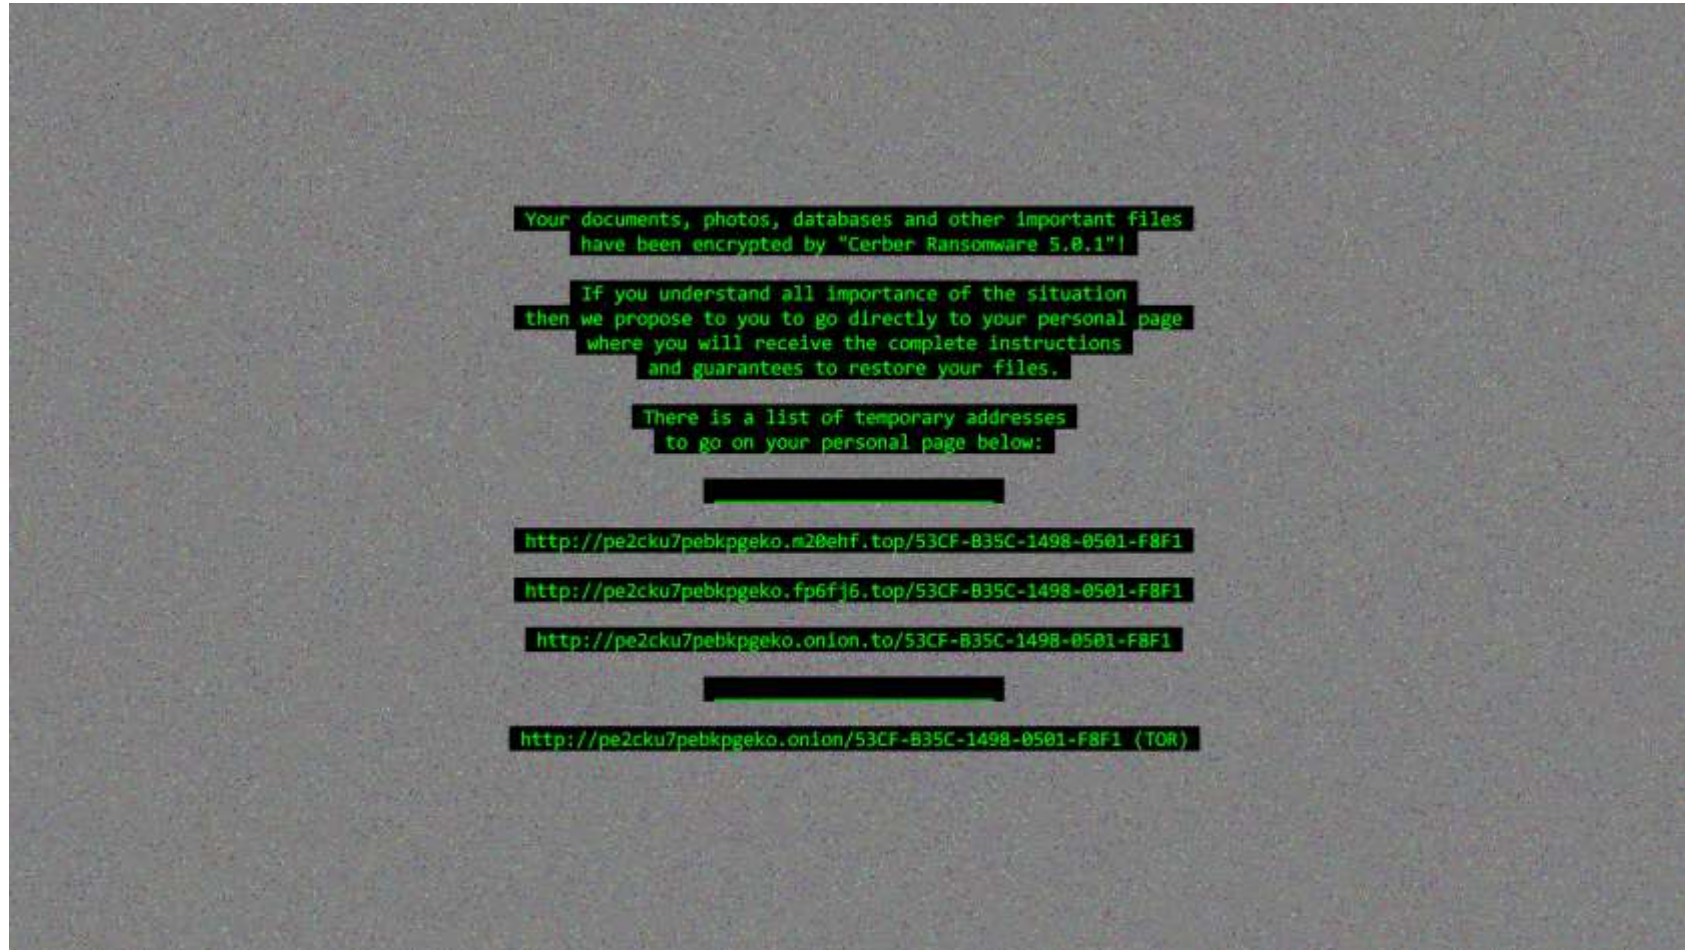 Your documents, photos, databases and other important files
have been encrypted by "Cerber Ransomware 5.0.1"!
If you understand all importance of the situation
then we propose to you to go directly to your personal page
where you will receive the complete instructions
and guarantees to restore your files.
There is a list of temporary addresses
to go on your personal page below:
http://pe2cku7pebkpgeko.m20ehf.top/53CF-B35C-1498-0501-F8F1
http://pe2cku7pebkpgeko.fp6fj6.top/53CF-B35C-1498-0501-F8F1
http://pe2cku7pebkpgeko.onion.to/53CF-B35C-1498-0501-F8F1
http://pe2cku7pebkpgeko.onion/53CF-B35C-1498-0501-F8F1 (TOR)